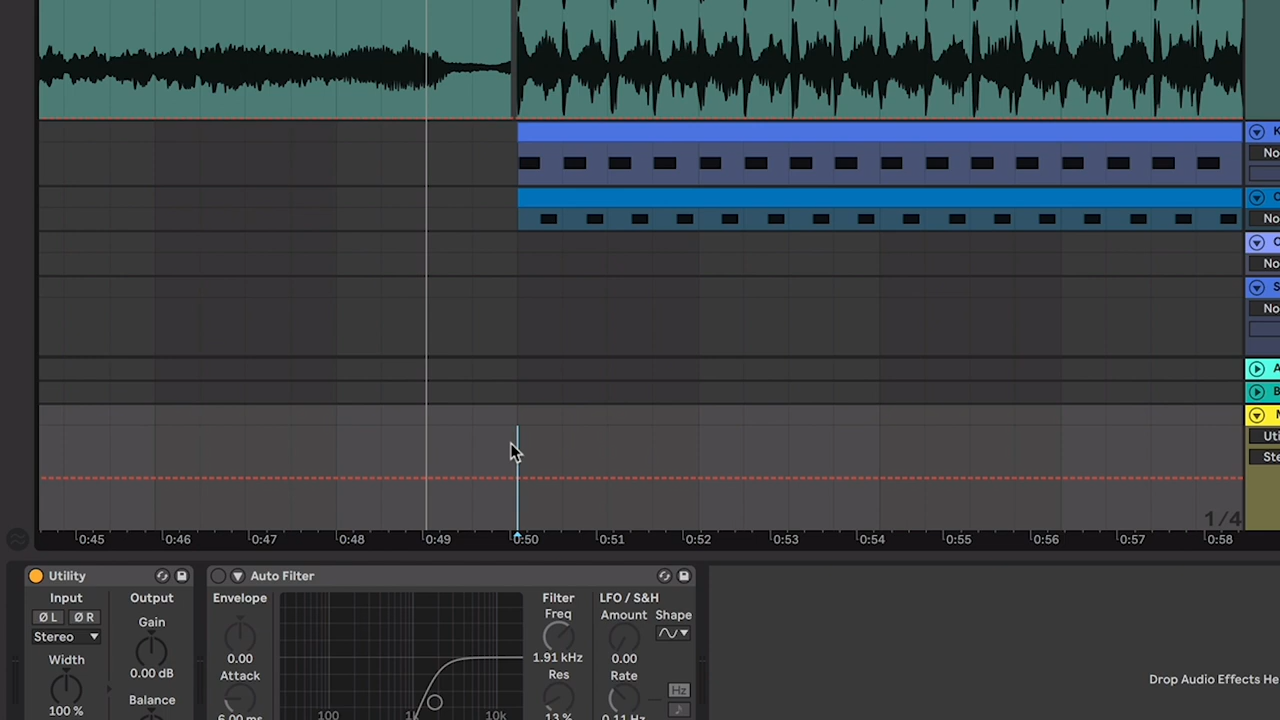 K
No
C
No
C
No
S
No
A
B
Uti
Ste
1/4
0:45 0:46 0:47 0:48 0:49 0:50 0:51 0:52 0:53 0:54 0:55 0:56 0:57 0:58
Utility
Auto Filter
Input Output
Ø L Ø R
Gain
Stereo
Width
0.00 dB
Balance
100 %
Envelope
0.00
Attack
6.00 ms
100 1k 10k
Filter
Freq
1.91 kHz
Res
13 %
LFO / S&H
Amount Shape
0.00
Rate
Hz
0.11 Hz
Drop Audio Effects He